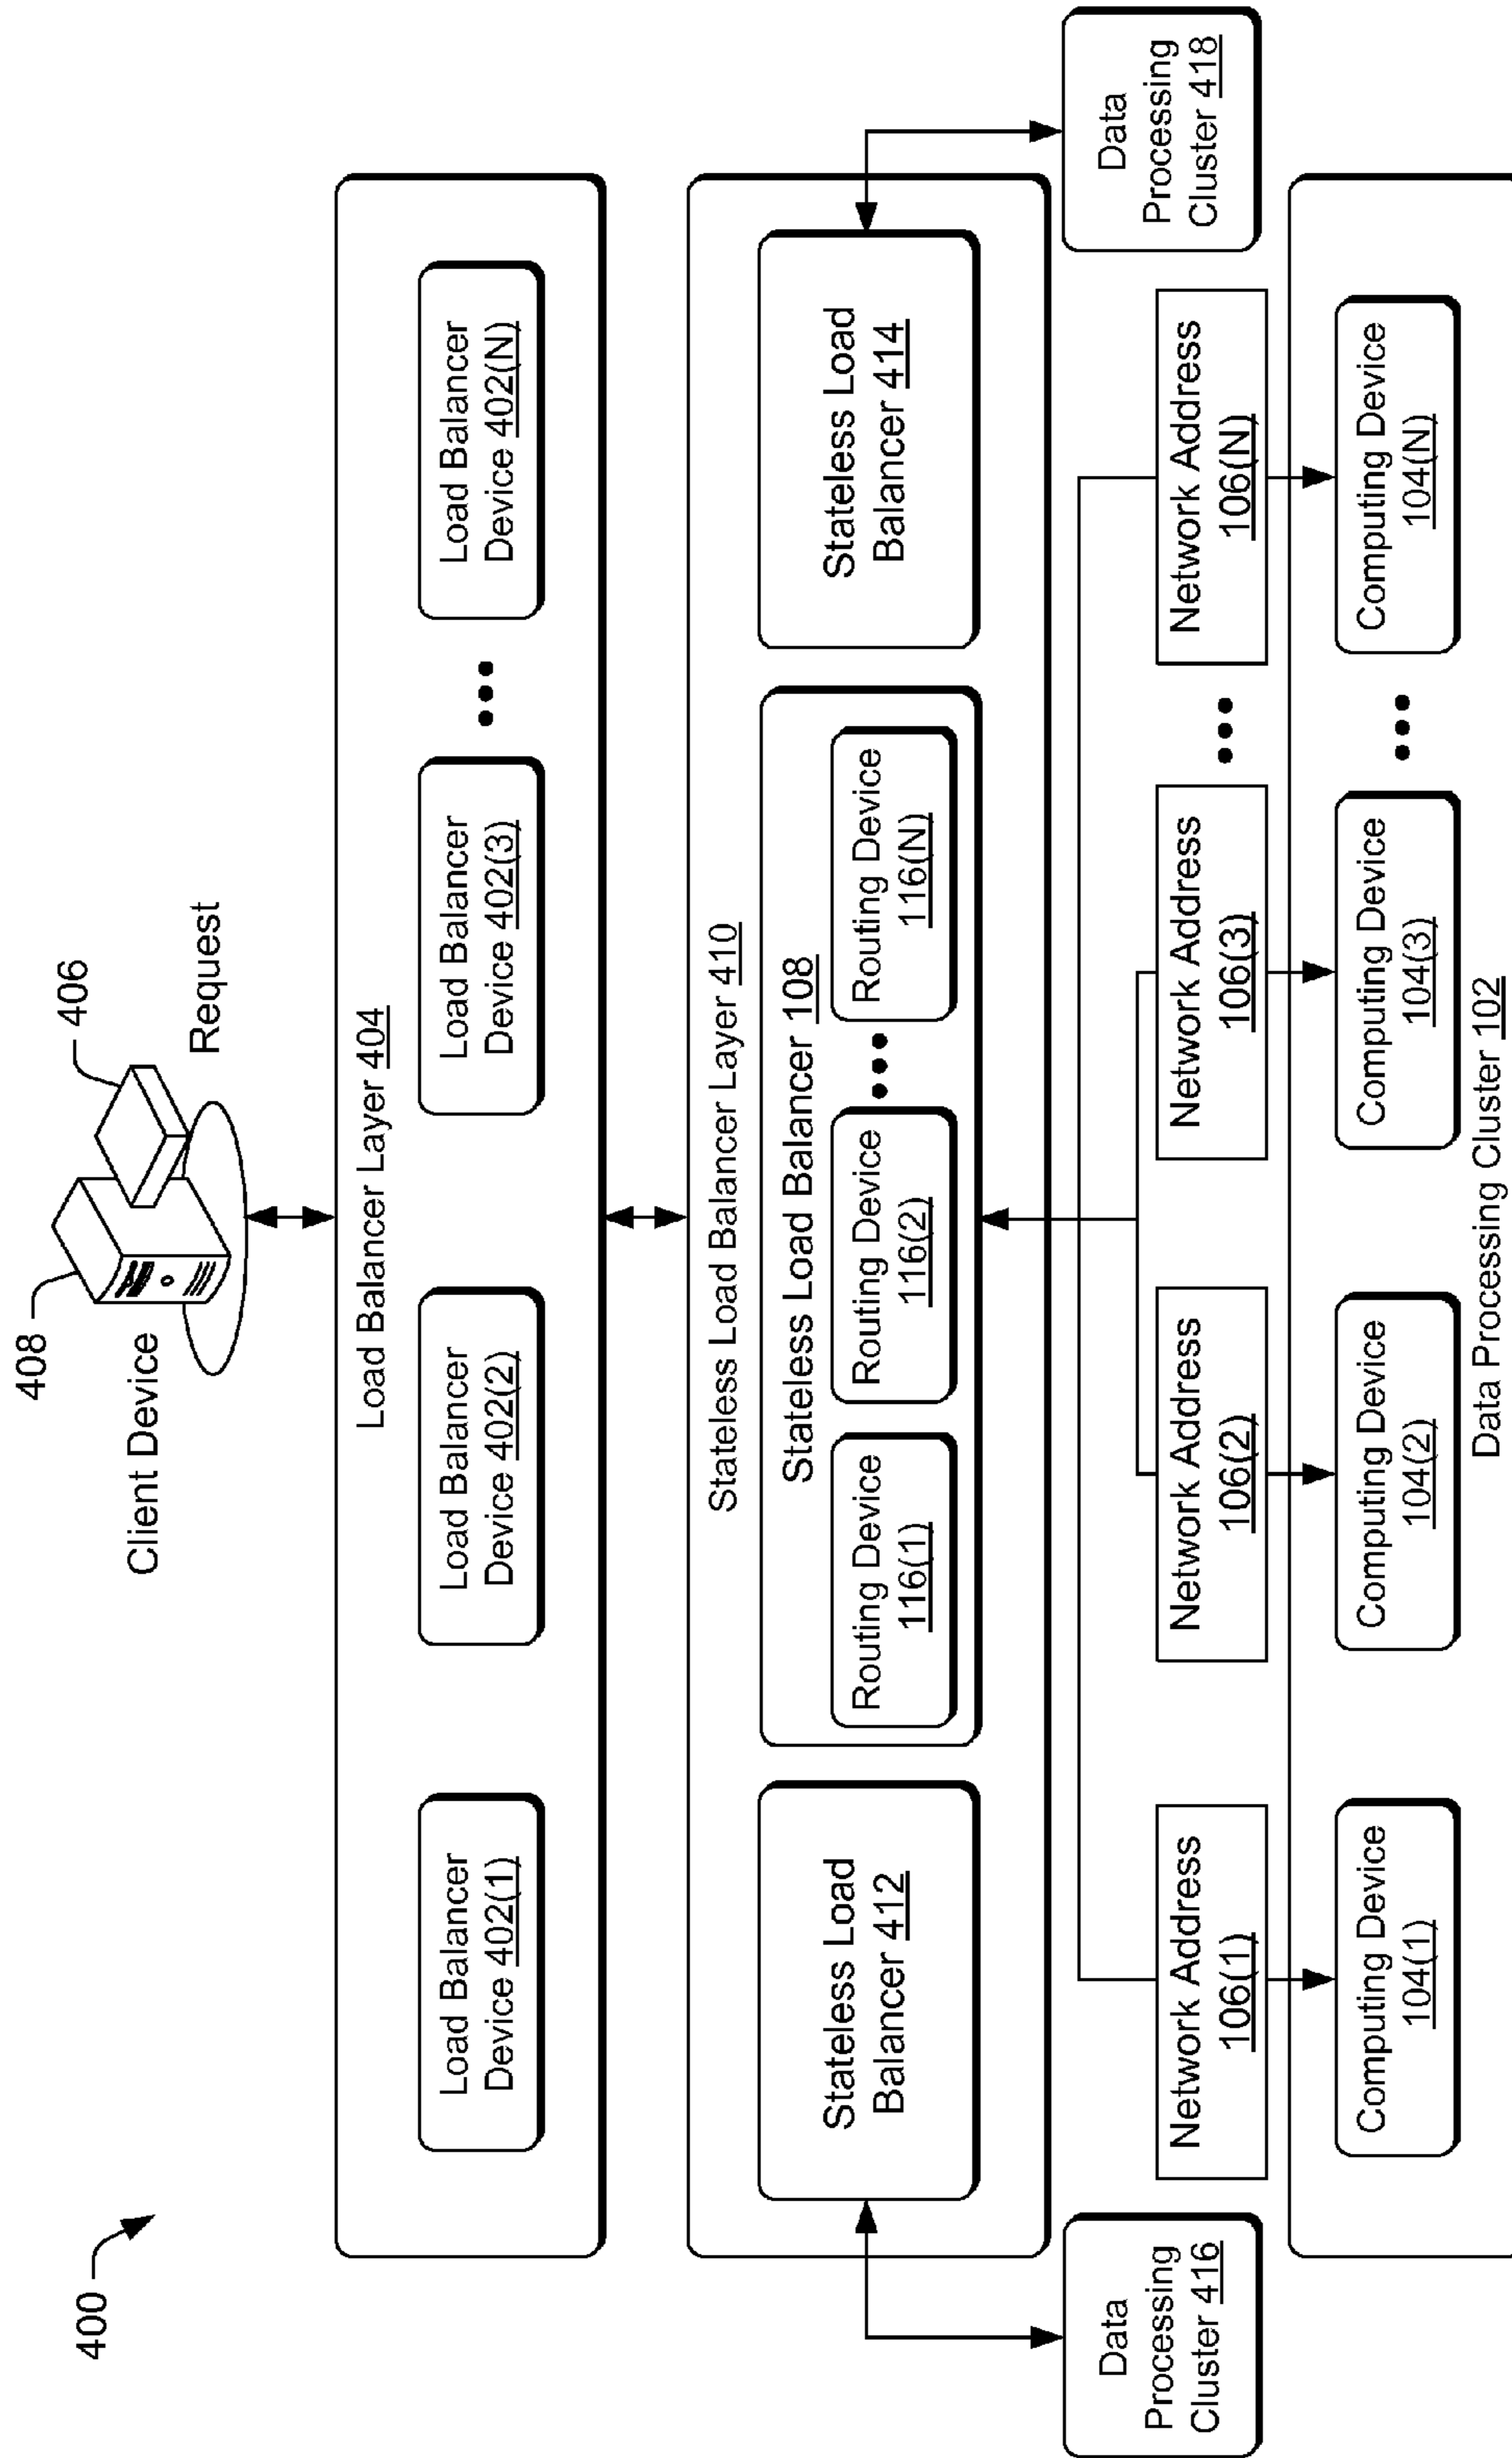 400
408
Client Device
406
Request
Load Balancer Layer 404
Load Balancer
Device 402(1)
Load Balancer
Device 402(2)
Load Balancer
Device 402(3)
•••
Load Balancer
Device 402(N)
Stateless Load Balancer Layer 410
Stateless Load
Balancer 412
Stateless Load Balancer 108
Routing Device
116(1)
Routing Device
116(2)
•••
Routing Device
116(N)
Stateless Load
Balancer 414
Data
Processing
Cluster 416
Network Address
106(1)
Network Address
106(2)
Network Address
106(3)
•••
Network Address
106(N)
Data
Processing
Cluster 418
Computing Device
104(1)
Computing Device
104(2)
Computing Device
104(3)
•••
Computing Device
104(N)
Data Processing Cluster 102